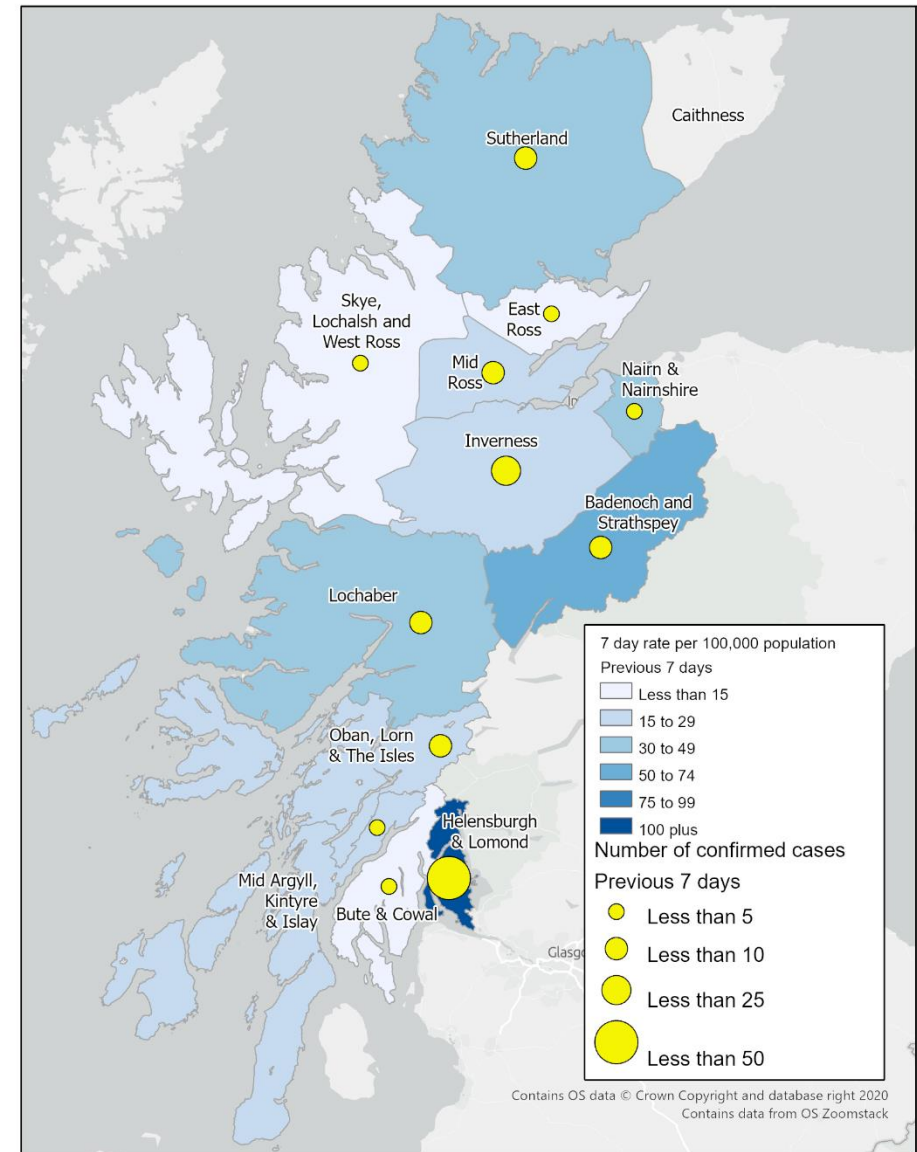 Caithness
Sutherland
Skye,
Lochalsh and
West Ross
East
Ross
Mid
Ross
Nairn &
Nairnshire
In
Inverness
Badenoch and
Strathspey
Lochaber
Oban, Lorn
& The Isles
Helensburgh
& Lomond
Mid Argyll,
Kintyre
& Islay
Bute & Cowal
Glasgo
7 day rate per 100,000 population
Previous 7 days
Less than 15
15 to 29
30 to 49
50 to 74
75 to 99
100 plus
Number of confirmed cases
Previous 7 days
Less than 5
Less than 10
Less than 25
Less than 50
Contains OS data © Crown Copyright and database right 2020
Contains data from OS Zoomstack